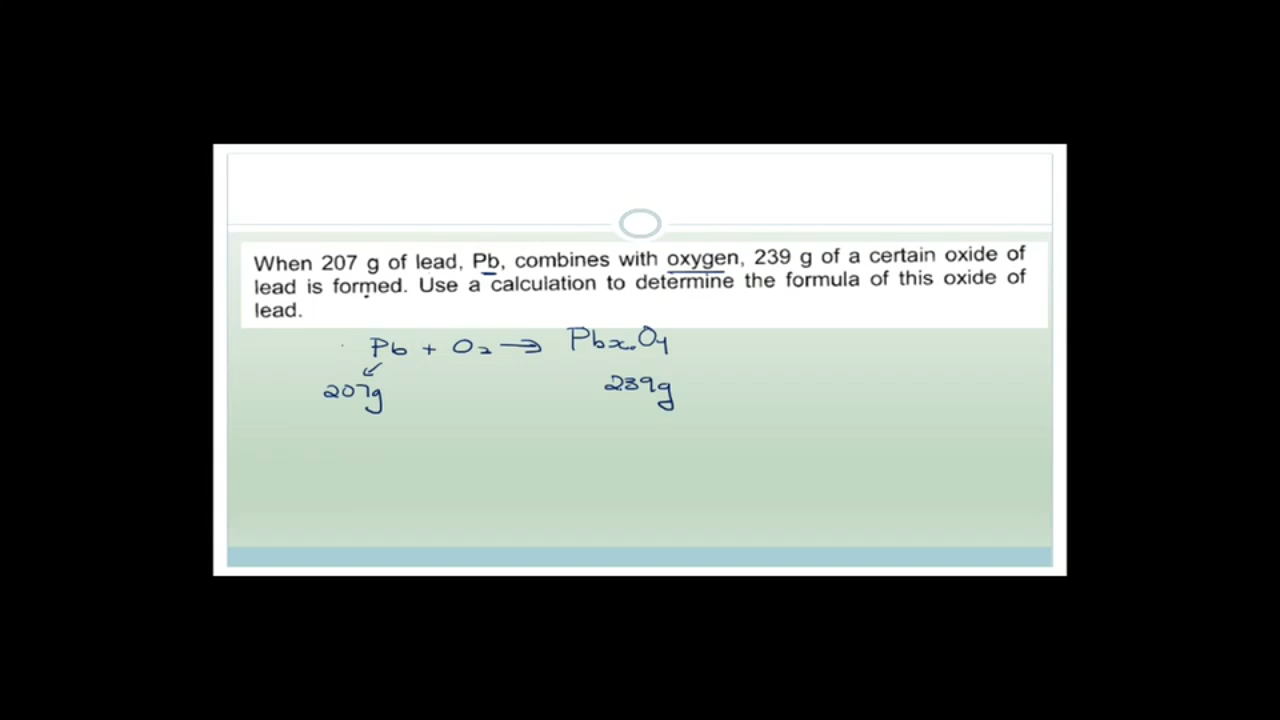 When 207 g of lead, Pb, combines with oxygen, 239 g of a certain oxide of
lead is formed. Use a calculation to determine the formula of this oxide of
lead.
Pb + O₂ → PbₓOy
207g 239g